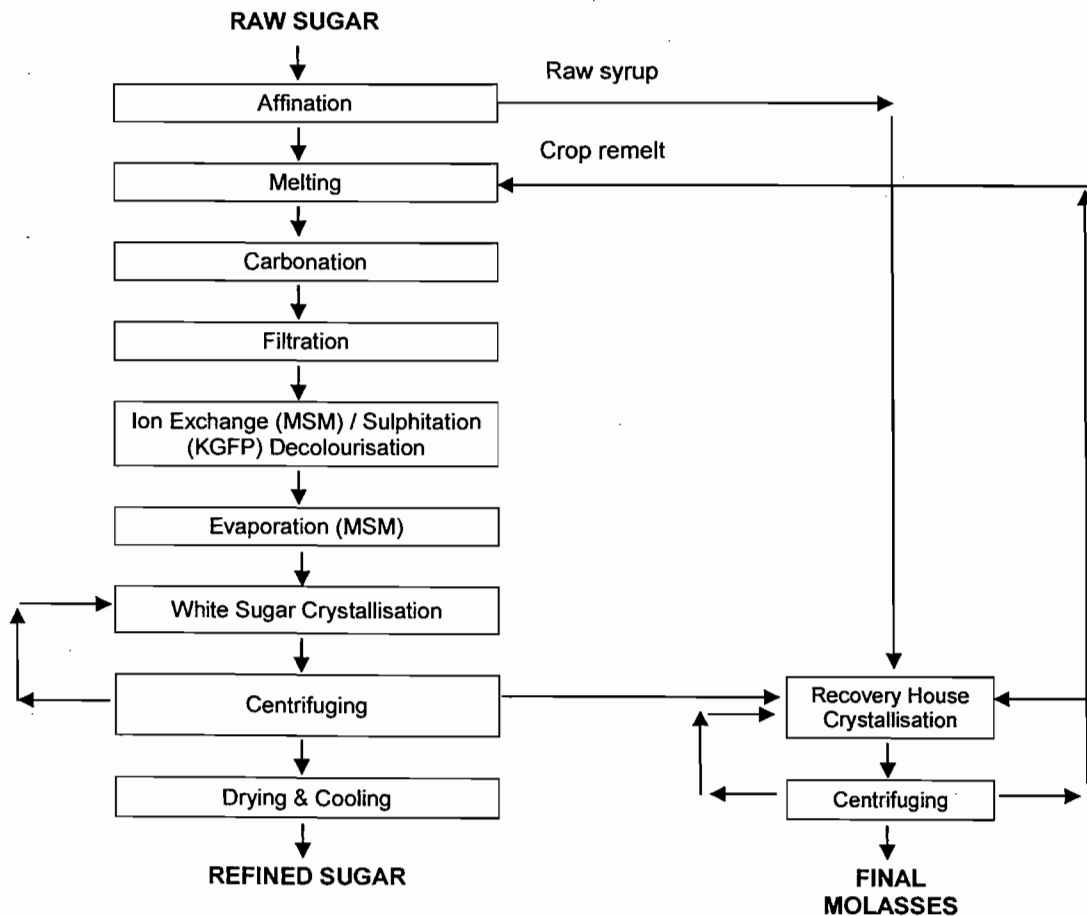 RAW SUGAR
Raw syrup
Affination
Crop remelt
Melting
Carbonation
Filtration
Ion Exchange (MSM) / Sulphitation
(KGFP) Decolourisation
Evaporation (MSM)
White Sugar Crystallisation
Centrifuging
Recovery House
Crystallisation
Drying & Cooling
Centrifuging
REFINED SUGAR
FINAL
MOLASSES